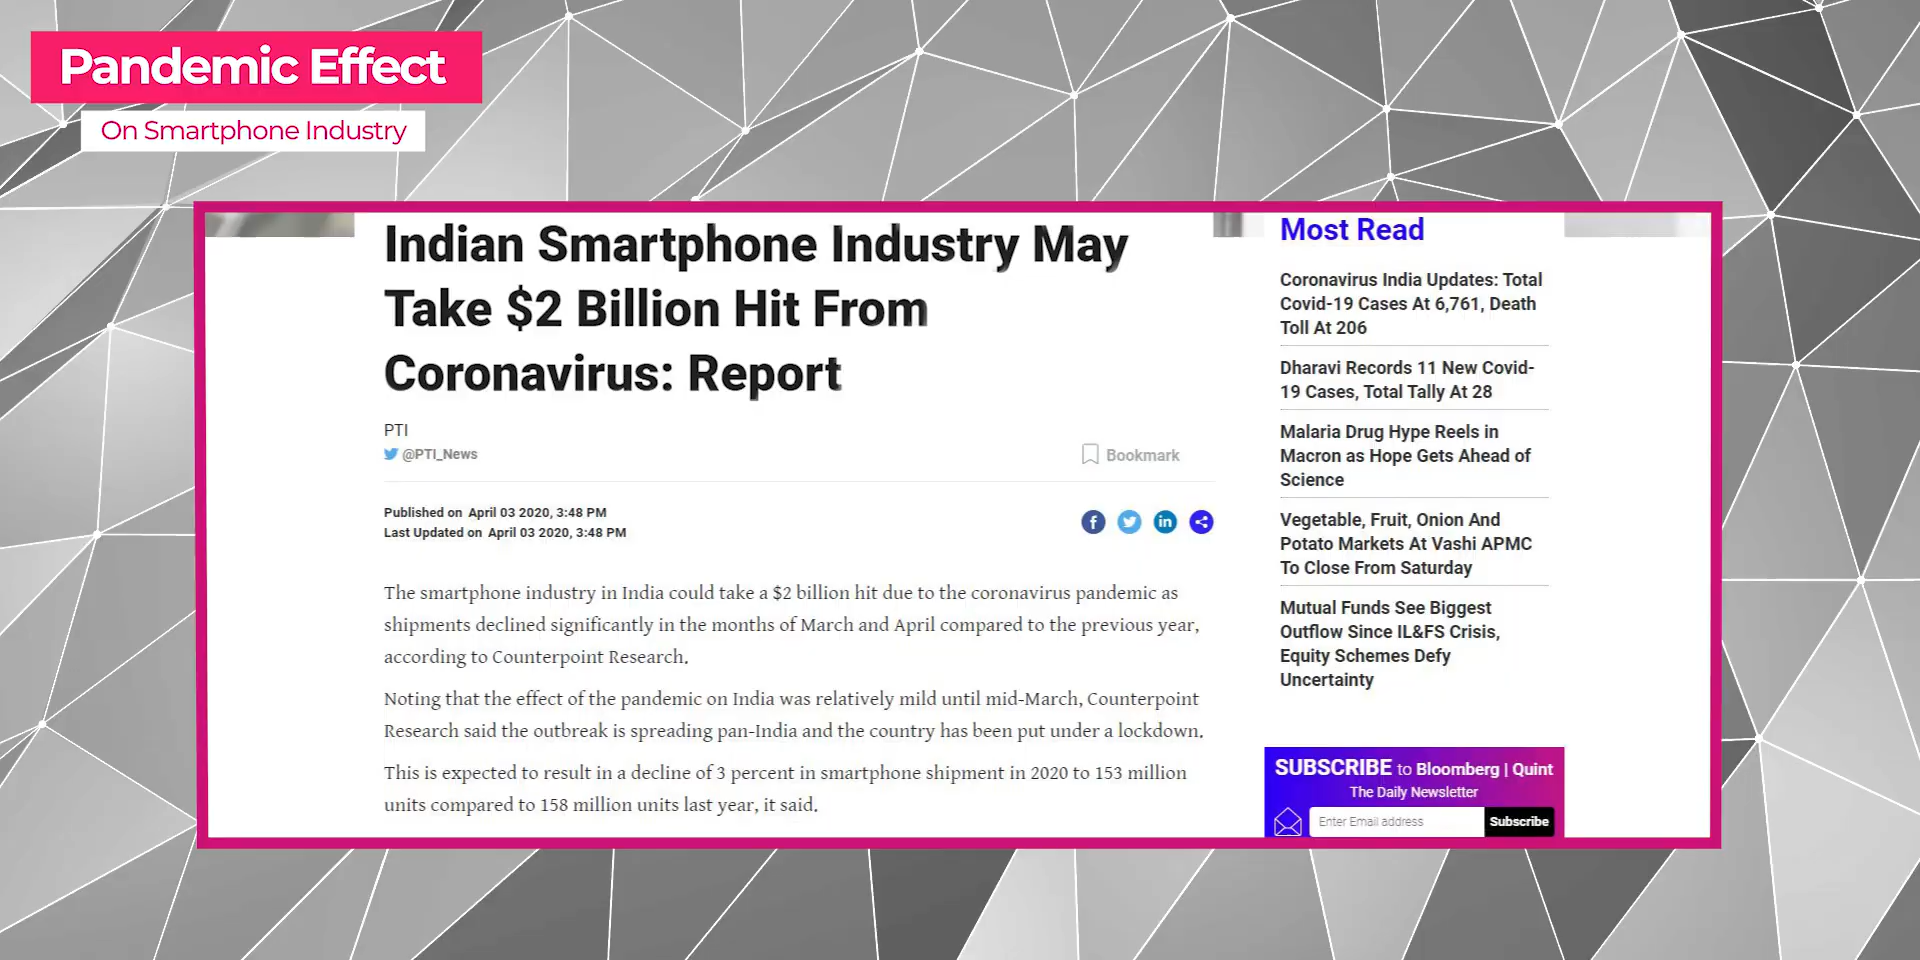 Pandemic Effect
On Smartphone Industry
Indian Smartphone Industry May
Take $2 Billion Hit From
Coronavirus: Report
PTI
@PTI_News
Bookmark
Published on April 03 2020, 3:48 PM
Last Updated on April 03 2020, 3:48 PM
The smartphone industry in India could take a $2 billion hit due to the coronavirus pandemic as
shipments declined significantly in the months of March and April compared to the previous year,
according to Counterpoint Research.
Noting that the effect of the pandemic on India was relatively mild until mid-March, Counterpoint
Research said the outbreak is spreading pan-India and the country has been put under a lockdown.
This is expected to result in a decline of 3 percent in smartphone shipment in 2020 to 153 million
units compared to 158 million units last year, it said.
Most Read
Coronavirus India Updates: Total
Covid-19 Cases At 6,761, Death
Toll At 206
Dharavi Records 11 New Covid-
19 Cases, Total Tally At 28
Malaria Drug Hype Reels in
Macron as Hope Gets Ahead of
Science
Vegetable, Fruit, Onion And
Potato Markets At Vashi APMC
To Close From Saturday
Mutual Funds See Biggest
Outflow Since IL&FS Crisis,
Equity Schemes Defy
Uncertainty
SUBSCRIBE to Bloomberg | Quint
The Daily Newsletter
Enter Email address
Subscribe